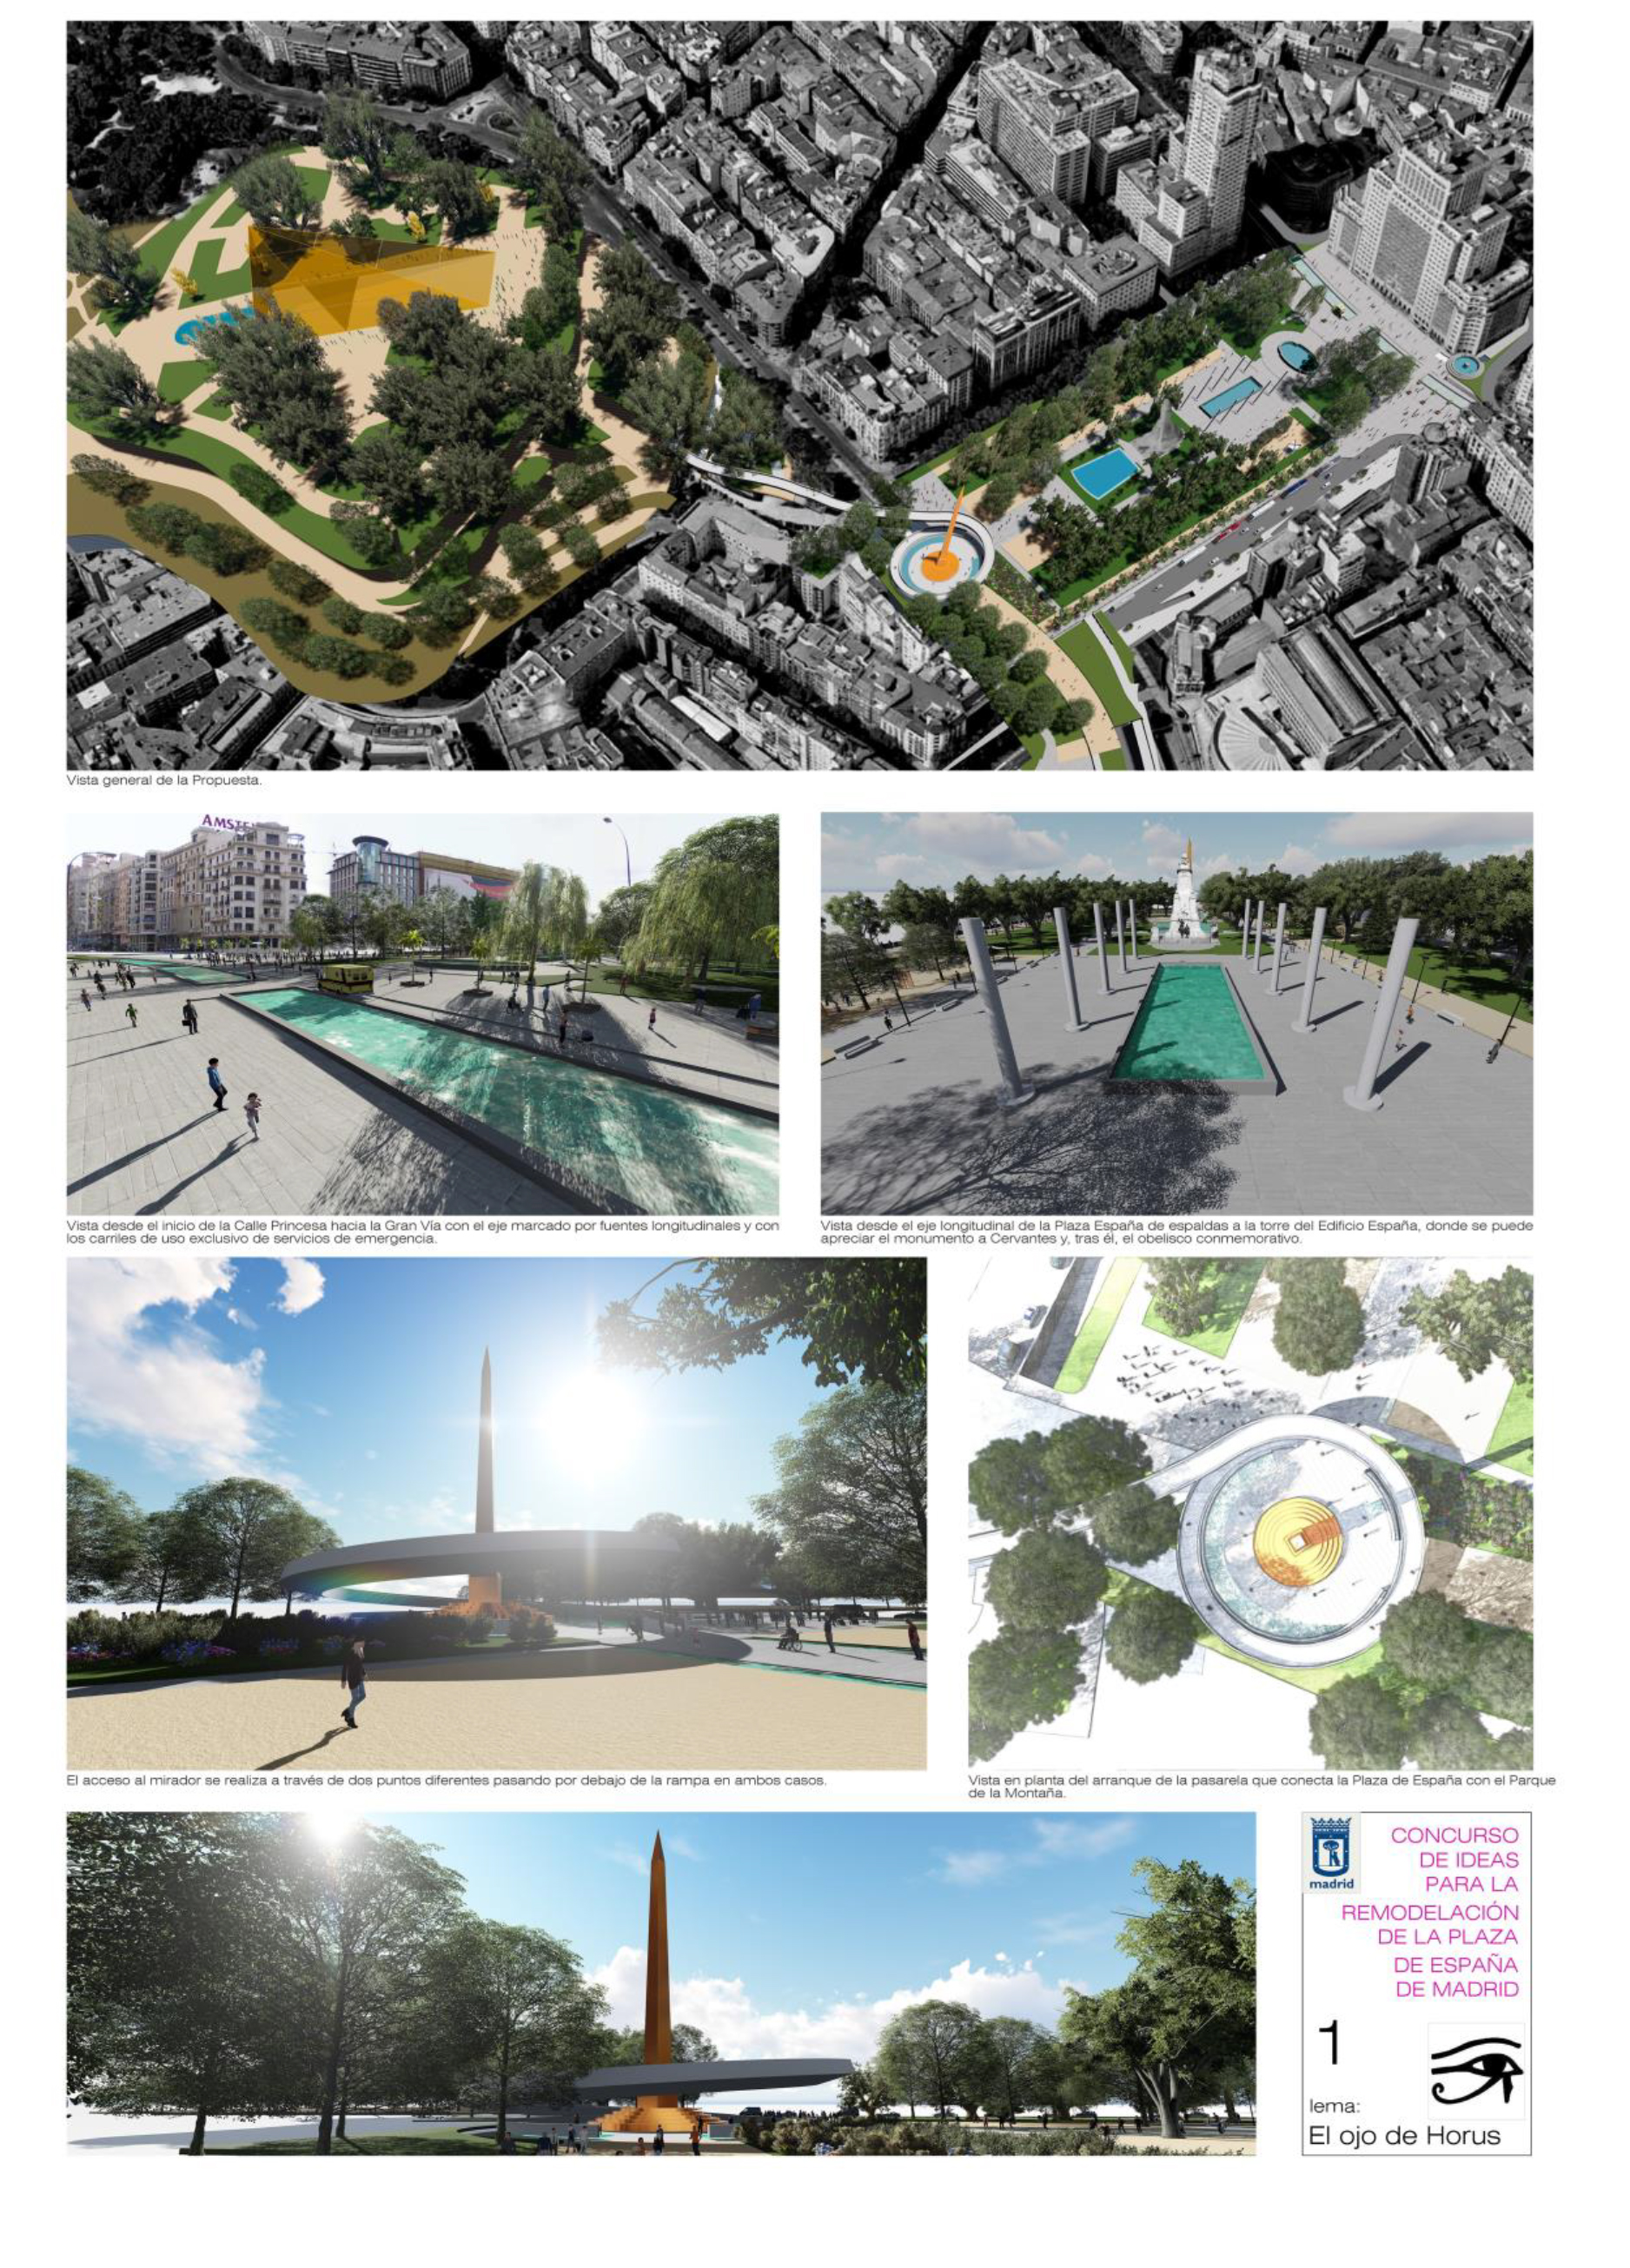 Vista general de la Propuesta.
Vista desde el inicio de la Calle Princesa hacia la Gran Vía con el eje marcado por fuentes longitudinales y con
los carriles de uso exclusivo de servicios de emergencia.
Vista desde el eje longitudinal de la Plaza España de espaldas a la torre del Edificio España, donde se puede
apreciar el monumento a Cervantes y, tras él, el obelisco conmemorativo.
El acceso al mirador se realiza a través de dos puntos diferentes pasando por debajo de la rampa en ambos casos.
Vista en planta del arranque de la pasarela que conecta la Plaza de España con el Parque
de la Montaña.
madrid
CONCURSO
DE IDEAS
PARA LA
REMODELACIÓN
DE LA PLAZA
DE ESPAÑA
DE MADRID
1
lema:
El ojo de Horus